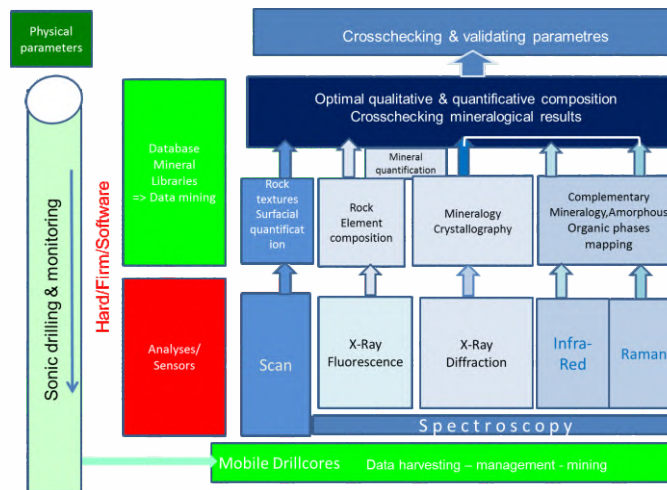 Physical
parameters
Crosschecking & validating parametres
Optimal qualitative & quantificative composition
Crosschecking mineralogical results
Database
Mineral
Libraries
=> Data mining
Mineral
quantification
Rock
textures
Surfacial
quantificat
ion
Rock
Element
composition
Mineralogy
Crystallography
Complementary
Mineralogy,Amorphous
Organic phases
mapping
Sonic drilling & monitoring
Hard/Firm/Software
Analyses/
Sensors
Scan
X-Ray
Fluorescence
X-Ray
Diffraction
Infra-
Red
Raman
Spectroscopy
Mobile Drillcores
Data harvesting – management - mining